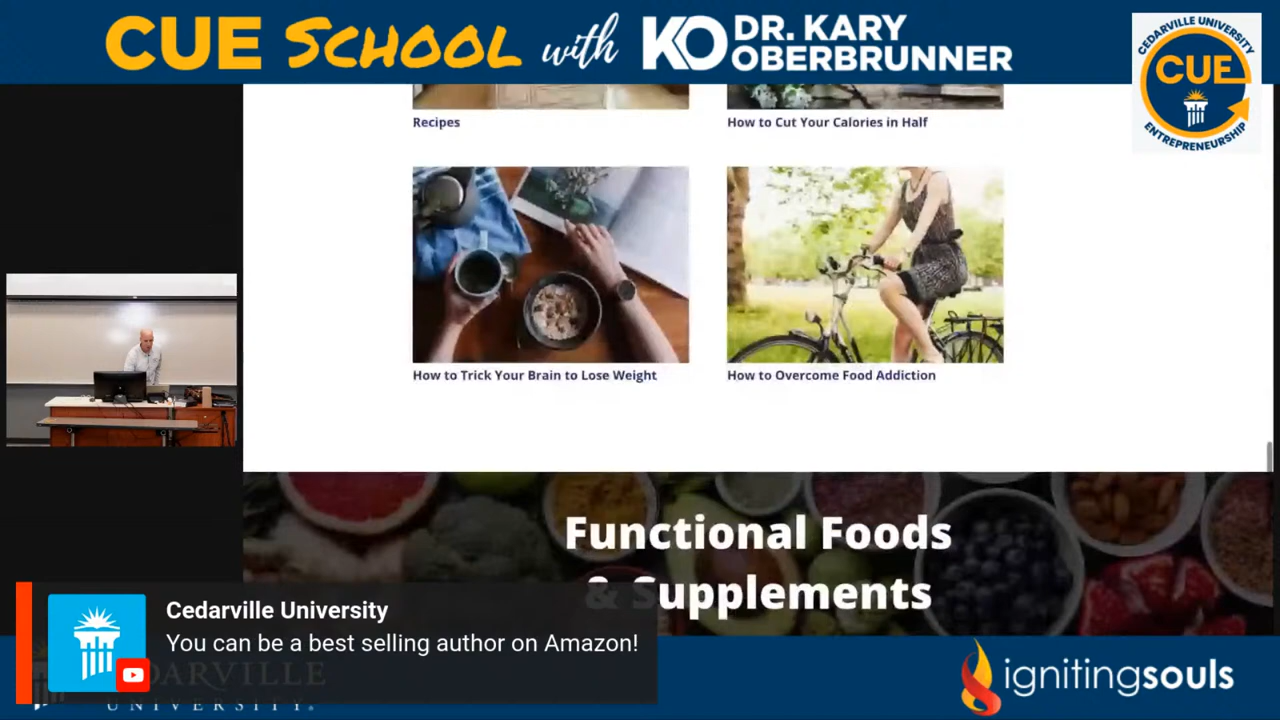 CUE SCHOOL with KO DR. KARY
OBERBRUNNER
CEDARVILLE UNIVERSITY
CUE
ENTREPRENEURSHIP
Recipes
How to Cut Your Calories in Half
How to Trick Your Brain to Lose Weight
How to Overcome Food Addiction
Functional Foods
& Supplements
Cedarville University
You can be a best selling author on Amazon!
DARVILLE
UNIVERSITY.
ignitingsouls